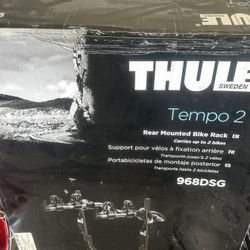 THULE
SWEDEN
Tempo 2
Rear Mounted Bike Rack EN
Carries up to 2 bikes
Support pour vélos à fixation arrière FR
Transporte jusqu'à 2 vélos
Portabicicletas de montaje posterior ES
Transporta hasta 2 bicicletas
968DSG